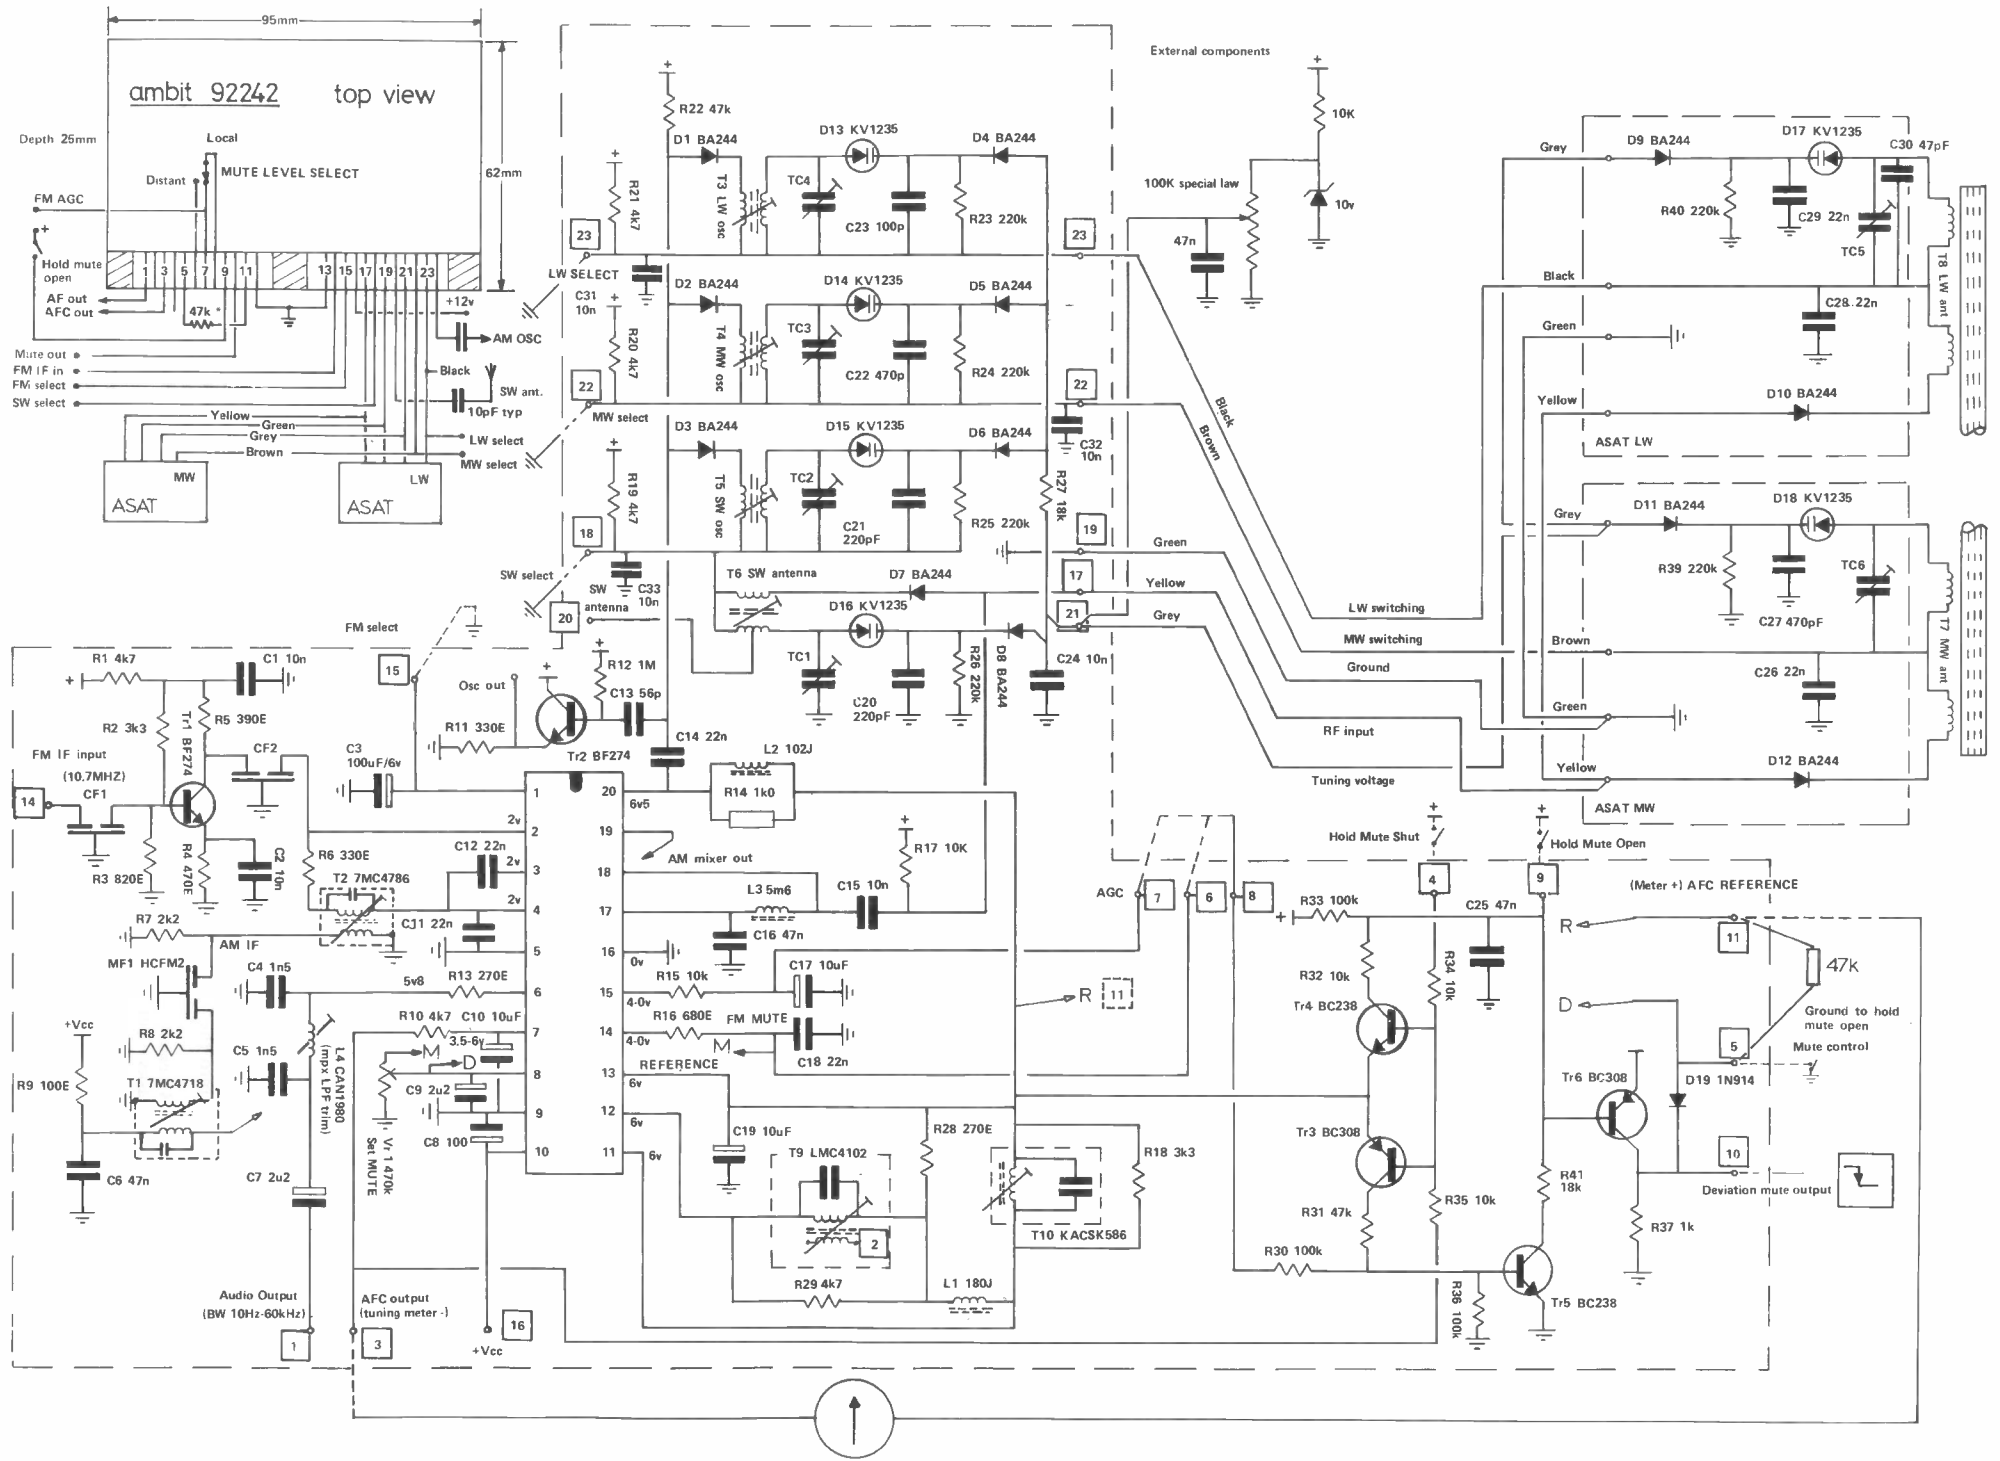 95mm
ambit 92242 top view
Depth 25mm
Local
MUTE LEVEL SELECT
Distant
62mm
FM AGC
+
Hold mute
open
1 3 5 7 9 11 13 15 17 19 21 23
AF out
AFC out
47k *
+12v
AM OSC
Mute out
FM IF in
FM select
SW select
Black
SW ant.
10pF typ
Yellow
Green
Grey
Brown
LW select
MW select
MW
ASAT
LW
ASAT
+
R22 47k
D1 BA244
D13 KV1235
D4 BA244
+
R21 4k7
T3 LW osc
TC4
C23 100p
R23 220k
23
LW SELECT
23
C31
10n
+
D2 BA244
D14 KV1235
D5 BA244
R20 4k7
T4 MW osc
TC3
C22 470p
R24 220k
22
MW select
22
C32
10n
+
D3 BA244
D15 KV1235
D6 BA244
R19 4k7
T5 SW osc
TC2
C21
220pF
R25 220k
R27 18k
18
SW select
19
Green
T6 SW antenna
D7 BA244
17
Yellow
C33
10n
SW
antenna
20
D16 KV1235
21
Grey
TC1
C20
220pF
R26 220k
D8 BA244
C24 10n
External components
+
10K
100K special law
10v
47n
Black
Brown
LW switching
MW switching
Ground
RF input
Tuning voltage
Grey
D9 BA244
D17 KV1235
C30 47pF
R40 220k
C29 22n
TC5
T8 LW ant
Black
C28 22n
Green
Yellow
D10 BA244
ASAT LW
Grey
D11 BA244
D18 KV1235
R39 220k
TC6
C27 470pF
T7 MW ant
Brown
C26 22n
Green
Yellow
D12 BA244
ASAT MW
FM select
15
Osc out
+
R12 1M
C13 56p
R11 330E
Tr2 BF274
C14 22n
R1 4k7
+
C1 10n
R2 3k3
Tr1 BF274
R5 390E
FM IF input
(10.7MHZ)
CF1
CF2
14
C3
100uF/6v
R3 820E
R4 470E
C2 10n
R6 330E
T2 7MC4786
C12 22n
2v
2v
2v
C11 22n
R7 2k2
AM IF
MF1 HCFM2
C4 1n5
5v8
R13 270E
+Vcc
R8 2k2
C5 1n5
L4 CAN1980
(mpx LPF trim)
R10 4k7
C10 10uF
3,5-6v
M
D
R9 100E
T1 7MC4718
C9 2u2
Vr 1 470k
Set MUTE
C8 100
C6 47n
C7 2u2
Audio Output
(BW 10Hz-60kHz)
1
AFC output
(tuning meter -)
3
16
+Vcc
1
2
3
4
5
6
7
8
9
10
20
19
18
17
16
15
14
13
12
11
6v5
L2 102J
R14 1k0
AM mixer out
+
R17 10K
L3 5m6
C15 10n
C16 47n
0v
R15 10k
4-0v
C17 10uF
R16 680E
4-0v
FM MUTE
M
C18 22n
REFERENCE
6v
6v
6v
R 11
C19 10uF
R28 270E
T9 LMC4102
2
R18 3k3
T10 KACSK586
R29 4k7
L1 180J
AGC
7
6
8
+
Hold Mute Shut
4
+
Hold Mute Open
9
+
R33 100k
C25 47n
R32 10k
R34 10k
Tr4 BC238
Tr3 BC308
R31 47k
R35 10k
R30 100k
R36 100k
R41
18k
Tr5 BC238
Tr6 BC308
R37 1k
(Meter +) AFC REFERENCE
R
11
47k
D
Ground to hold
mute open
5
Mute control
D19 1N914
10
Deviation mute output